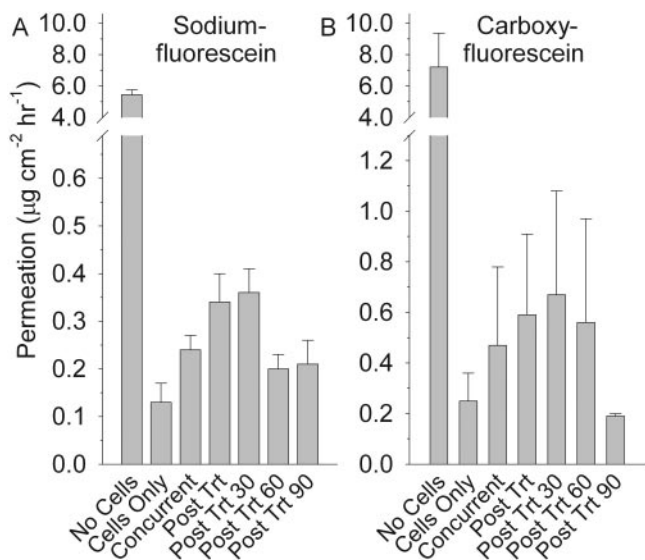 A
Sodium-
fluorescein
10.0
8.0
6.0
4.0
0.6
0.4
0.3
0.2
0.1
0.0
Permeation (µg cm⁻² hr⁻¹)
No Cells
Cells Only
Concurrent
Post Trt
Post Trt 30
Post Trt 60
Post Trt 90
B
Carboxy-
fluorescein
10.0
8.0
6.0
4.0
1.2
1.0
0.8
0.6
0.4
0.2
0.0
No Cells
Cells Only
Concurrent
Post Trt
Post Trt 30
Post Trt 60
Post Trt 90